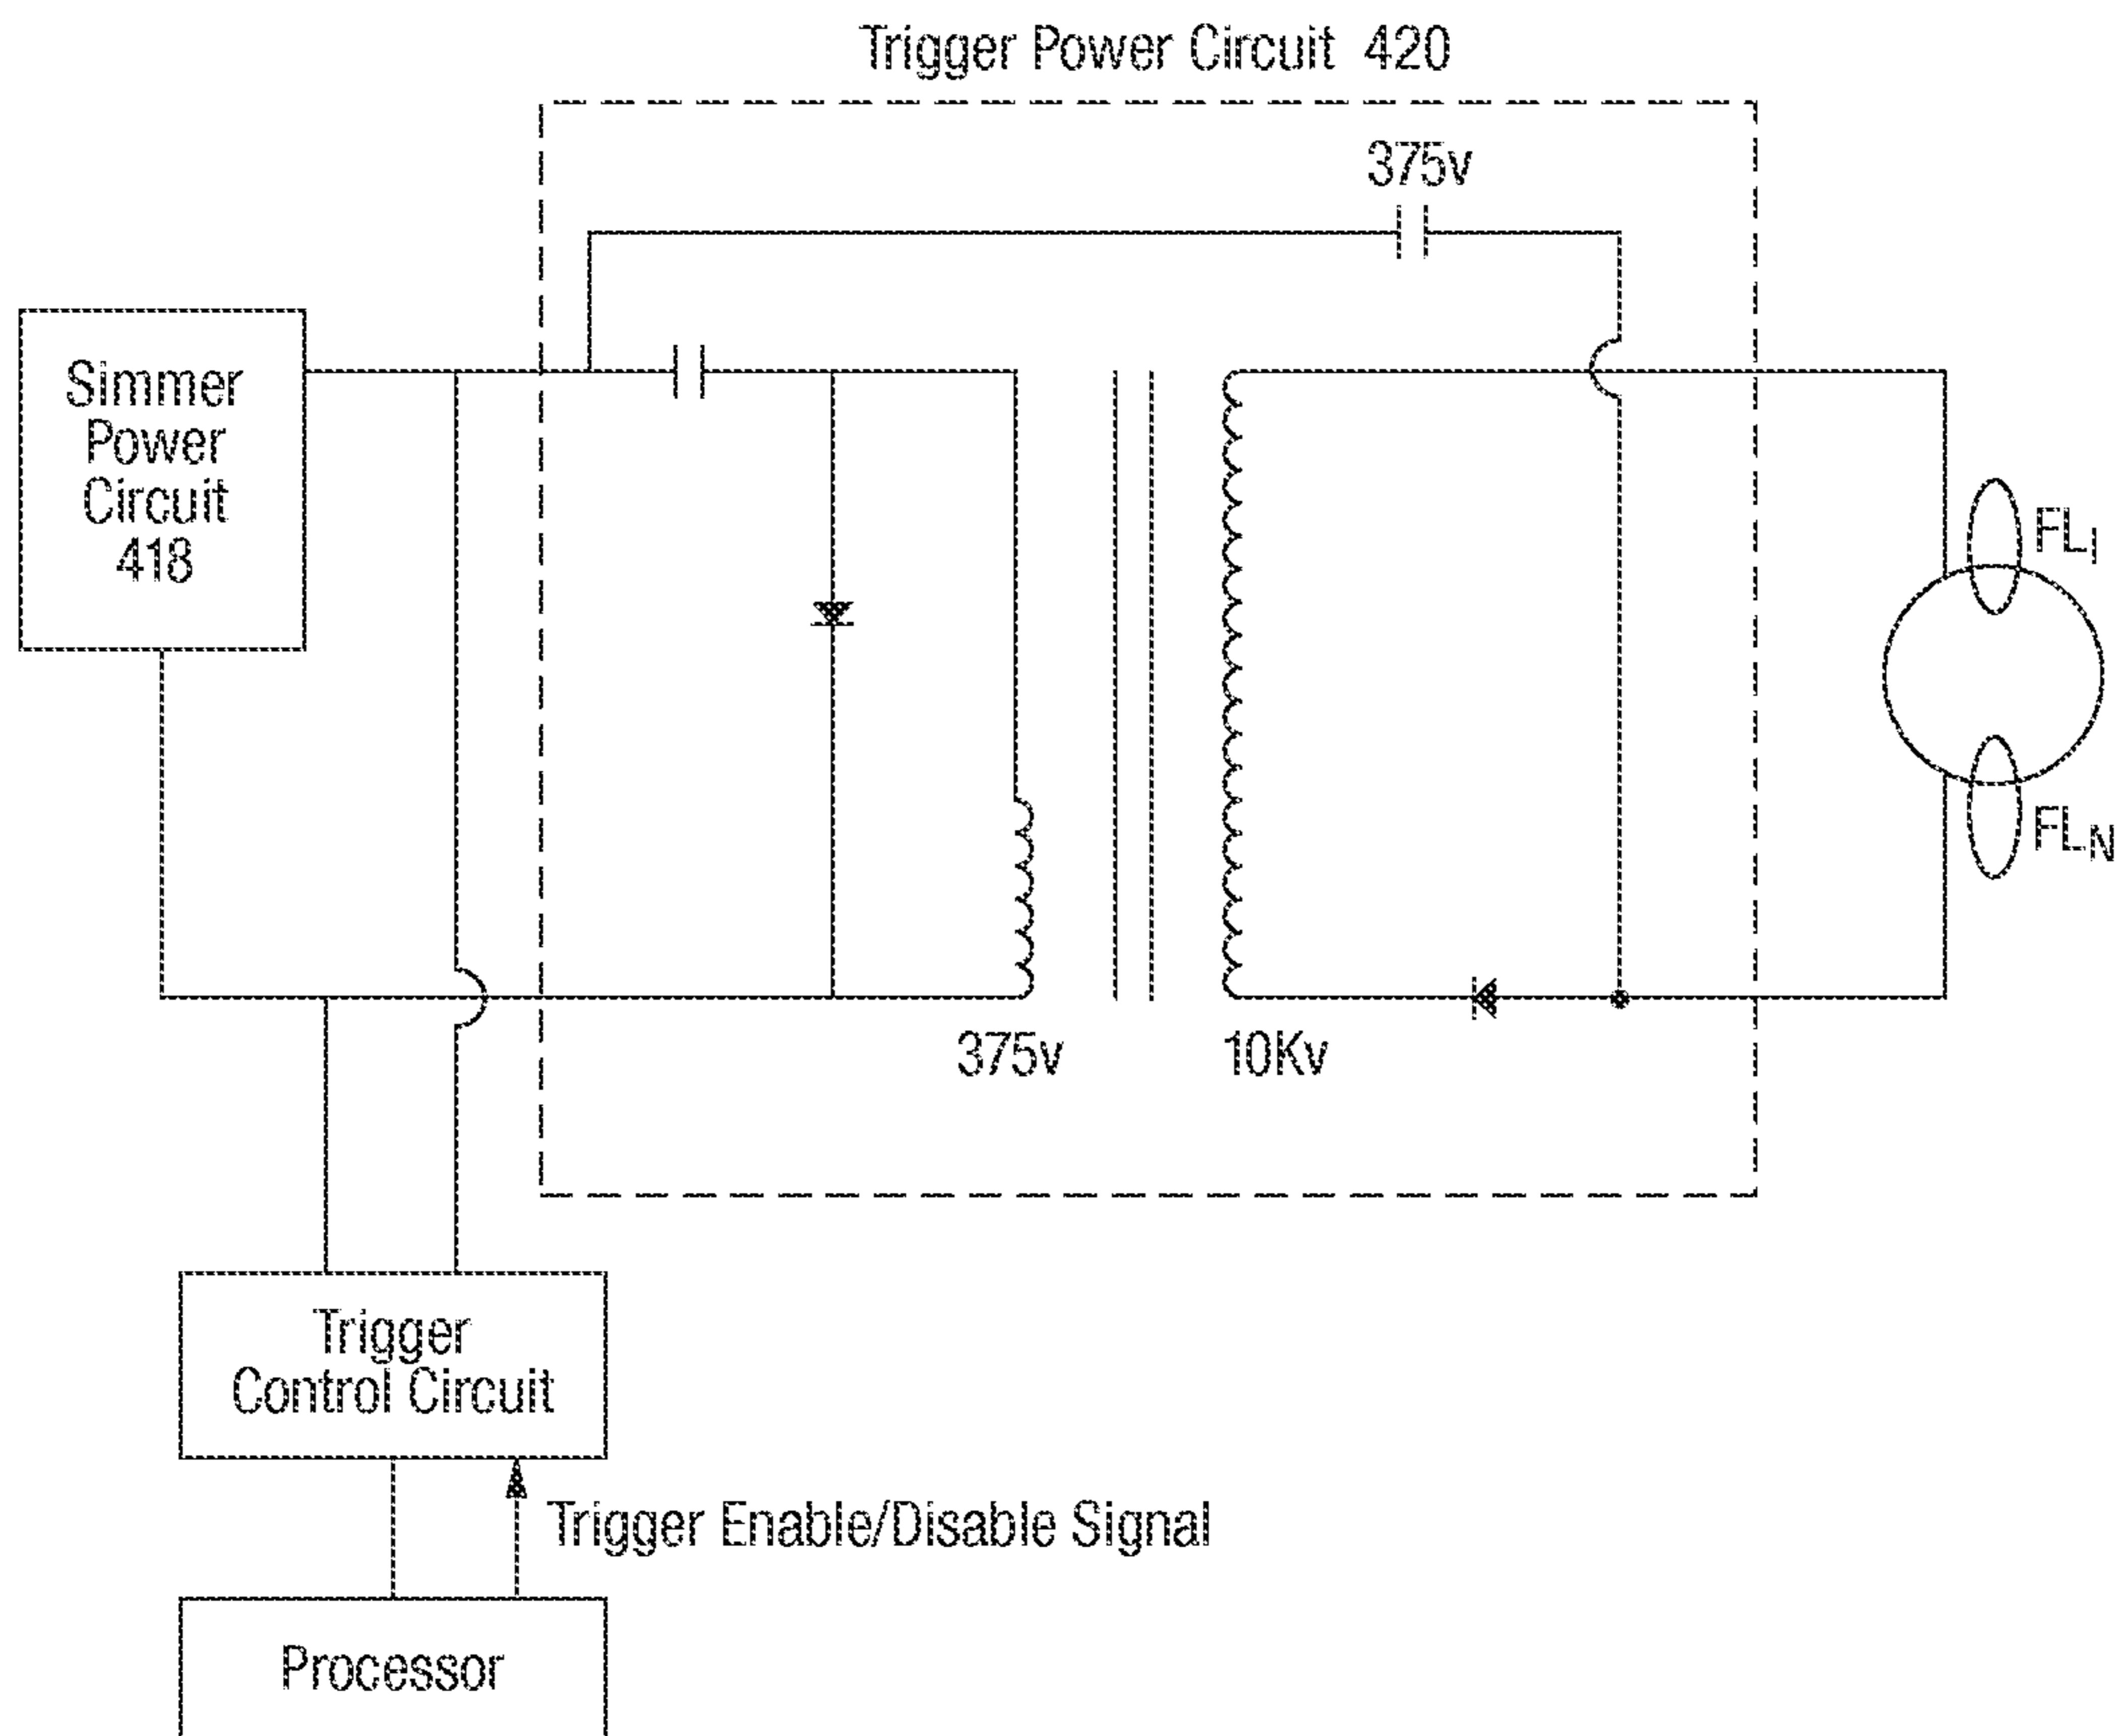 Trigger Power Circuit 420
375v
Simmer
Power
Circuit
418
FLI
FLN
375v
10Kv
Trigger
Control Circuit
Trigger Enable/Disable Signal
Processor